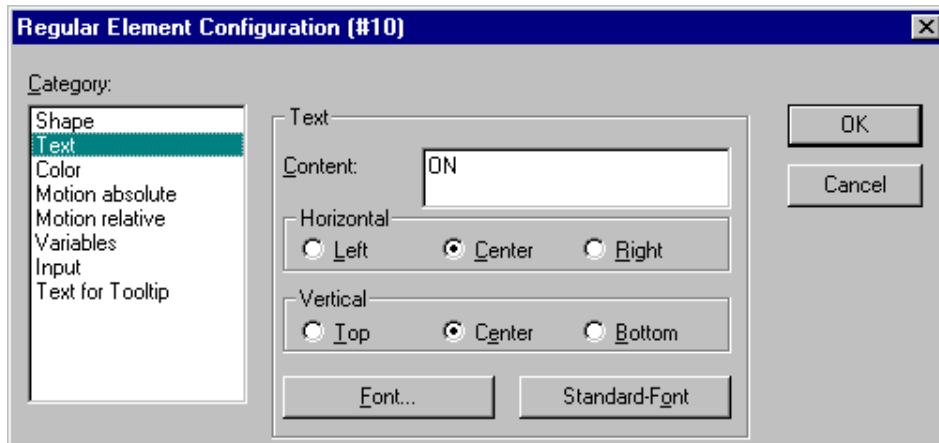 Regular Element Configuration (#10)
Category:
Shape
Text
Color
Motion absolute
Motion relative
Variables
Input
Text for Tooltip
Text
Content:
ON
Horizontal
Left Center Right
Vertical
Top Center Bottom
Font... Standard-Font
OK
Cancel